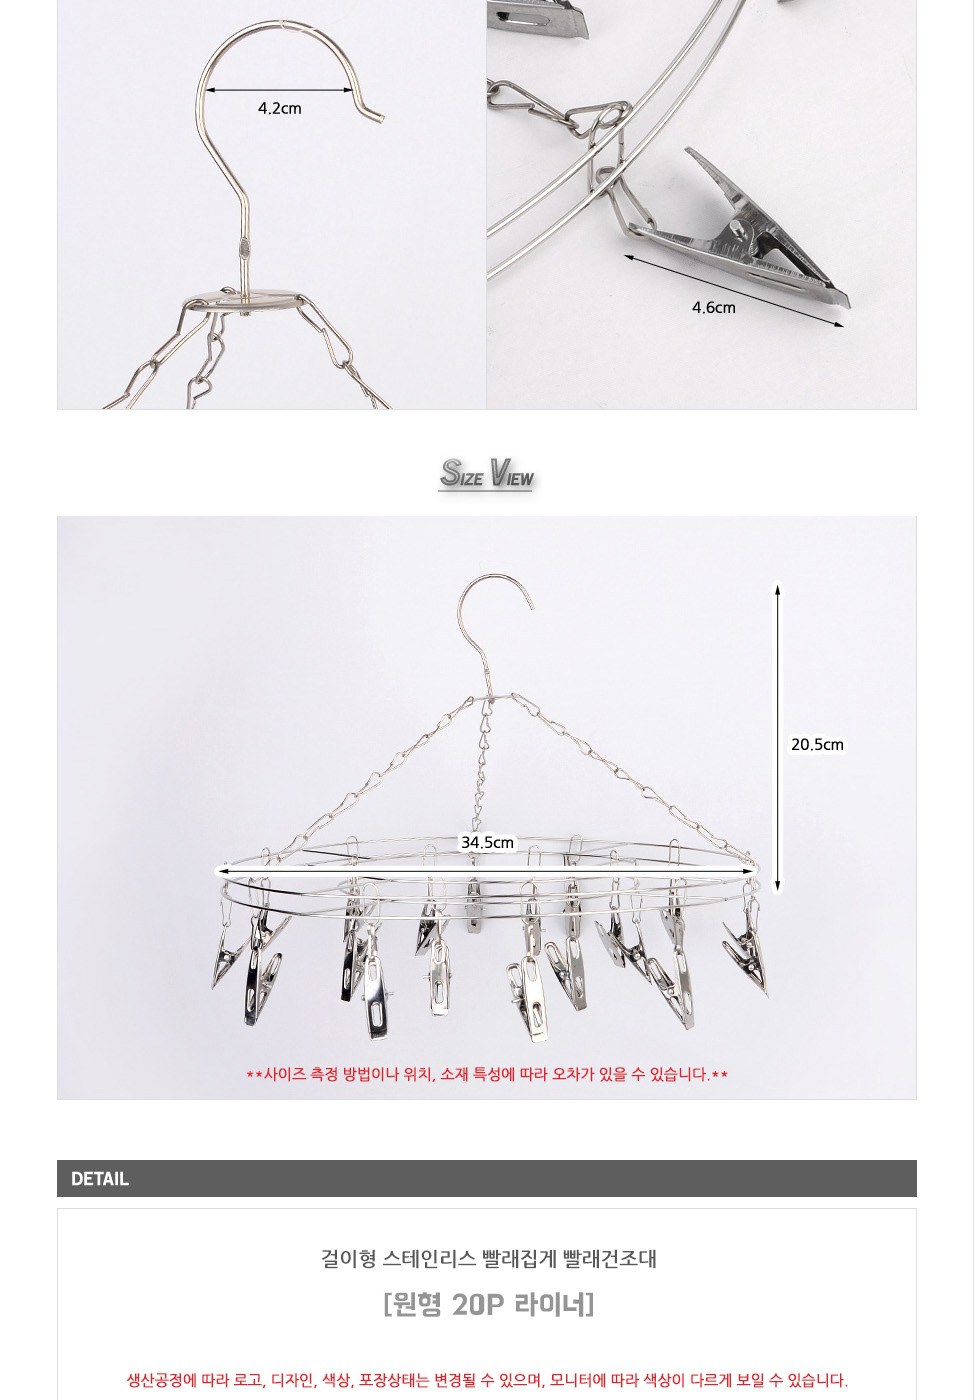 4.2cm
4.6cm
SIZE VIEW
20.5cm
34.5cm
**사이즈 측정 방법이나 위치, 소재 특성에 따라 오차가 있을 수 있습니다.**
DETAIL
걸이형 스테인리스 빨래집게 빨래건조대
[원형 20P 라이너]
생산공정에 따라 로고, 디자인, 색상, 포장상태는 변경될 수 있으며, 모니터에 따라 색상이 다르게 보일 수 있습니다.